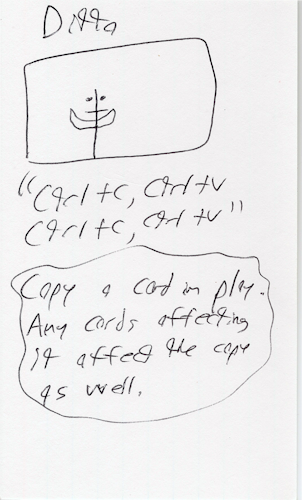 Ditto
"Ctrl+C, Ctrl+V
Ctrl+C, Ctrl+V"
Copy a card in play.
Any cards affecting
it affect the copy
as well.